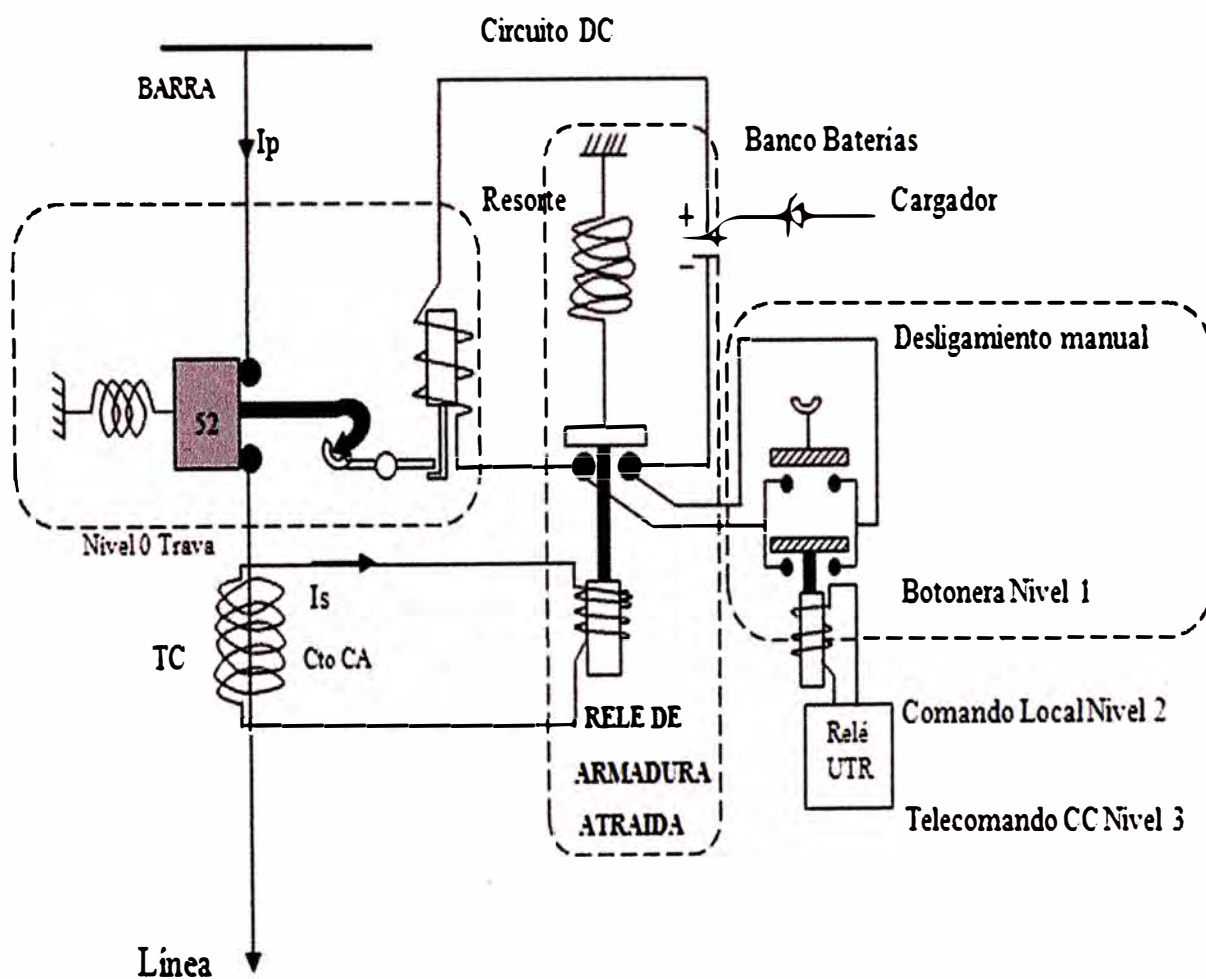 Circuito DC
BARRA
Ip
Banco Baterias
Resorte
+
Cargador
−
Desligamiento manual
52
Nivel 0 Trava
Is
Botonera Nivel 1
TC
Cto CA
RELE DE
ARMADURA
ATRAIDA
Comando Local Nivel 2
Relé
UTR
Telecomando CC Nivel 3
Línea